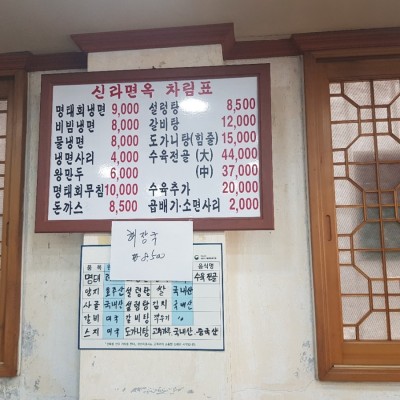 신라면옥 차림표
명태회냉면 9,000 설렁탕 8,500
비빔냉면 8,000 갈비탕 12,000
물냉면 8,000 도가니탕(힘줄) 15,000
냉면사리 4,000 수육전골(大) 44,000
왕만두 6,000 (中) 37,000
명태회무침 10,000 수육추가 20,000
돈까스 8,500 곱배기·소면사리 2,000
해장국
₩8,500
품목 음식명
명태 수육전골
양지 호주산 설렁탕 쌀 국내산
사골 국내산 설렁탕 김치 국내산
갈비 미국 갈비탕 깍두기 "
스지 미국 도가니탕 고춧가루 국내산 중국산